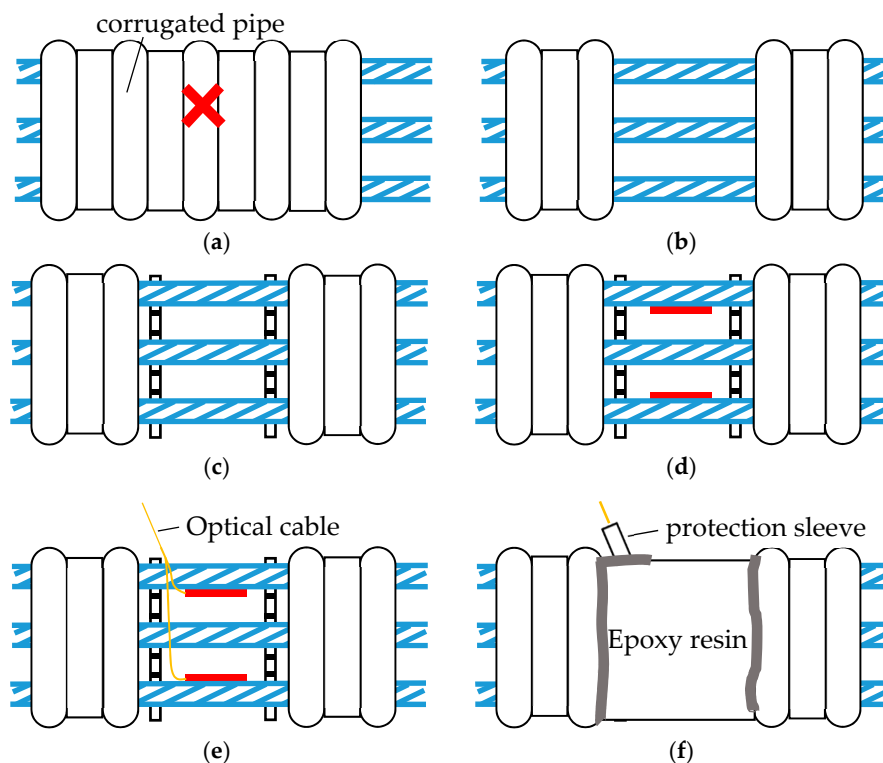 corrugated pipe
(a)
(b)
(c)
(d)
Optical cable
protection sleeve
Epoxy resin
(e)
(f)